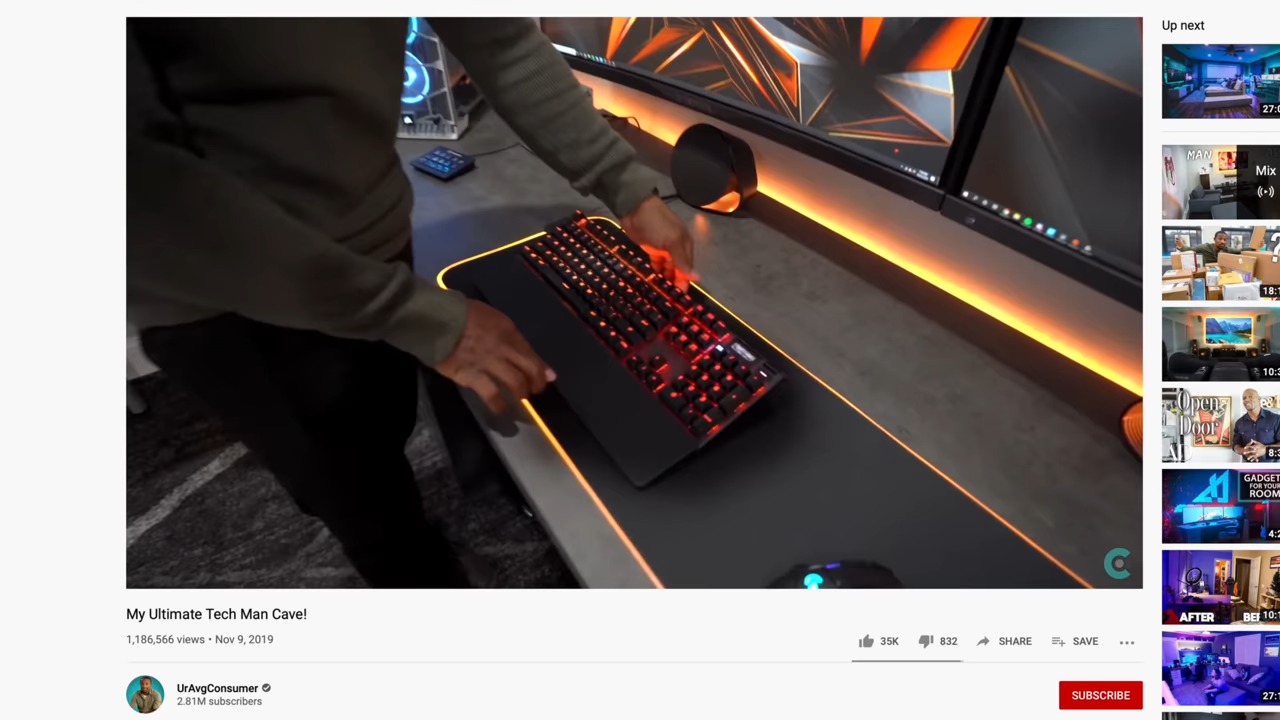 Up next
27:0
MAN
Mix
18:1
10:3
Open
Door
AD
8:3
GADGET
FOR YOUR
ROOM
4:2
AFTER
BEF
10:1
27:1
My Ultimate Tech Man Cave!
1,186,566 views • Nov 9, 2019
35K
832
SHARE
SAVE
UrAvgConsumer
2.81M subscribers
SUBSCRIBE